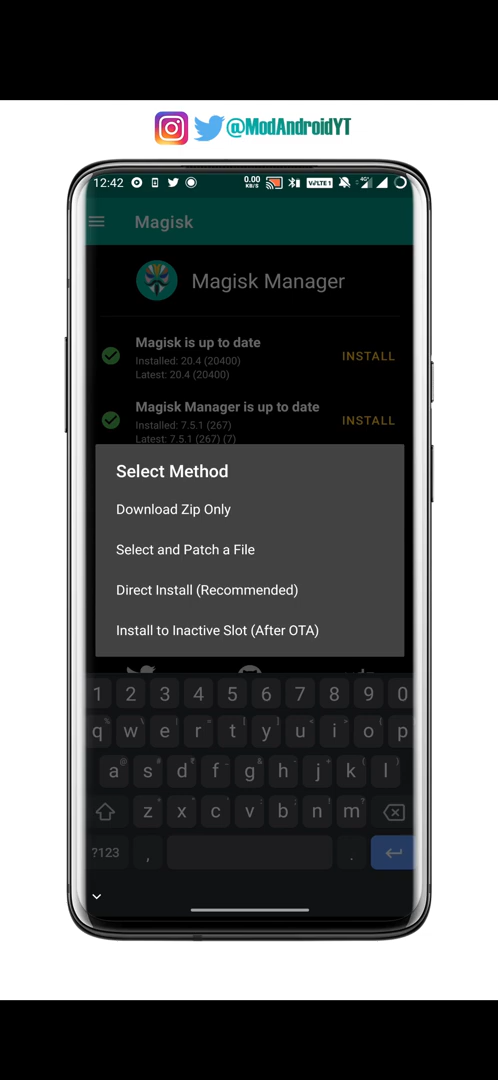 @ModAndroidYT
12:42
0.00
KB/S
VoLTE 1
4G
Magisk
Magisk Manager
Magisk is up to date
Installed: 20.4 (20400)
Latest: 20.4 (20400)
INSTALL
Magisk Manager is up to date
Installed: 7.5.1 (267)
Latest: 7.5.1 (267) (7)
INSTALL
Select Method
Download Zip Only
Select and Patch a File
Direct Install (Recommended)
Install to Inactive Slot (After OTA)
1 2 3 4 5 6 7 8 9 0
q w e r t y u i o p
a s d f g h j k l
z x c v b n m
?123 , .